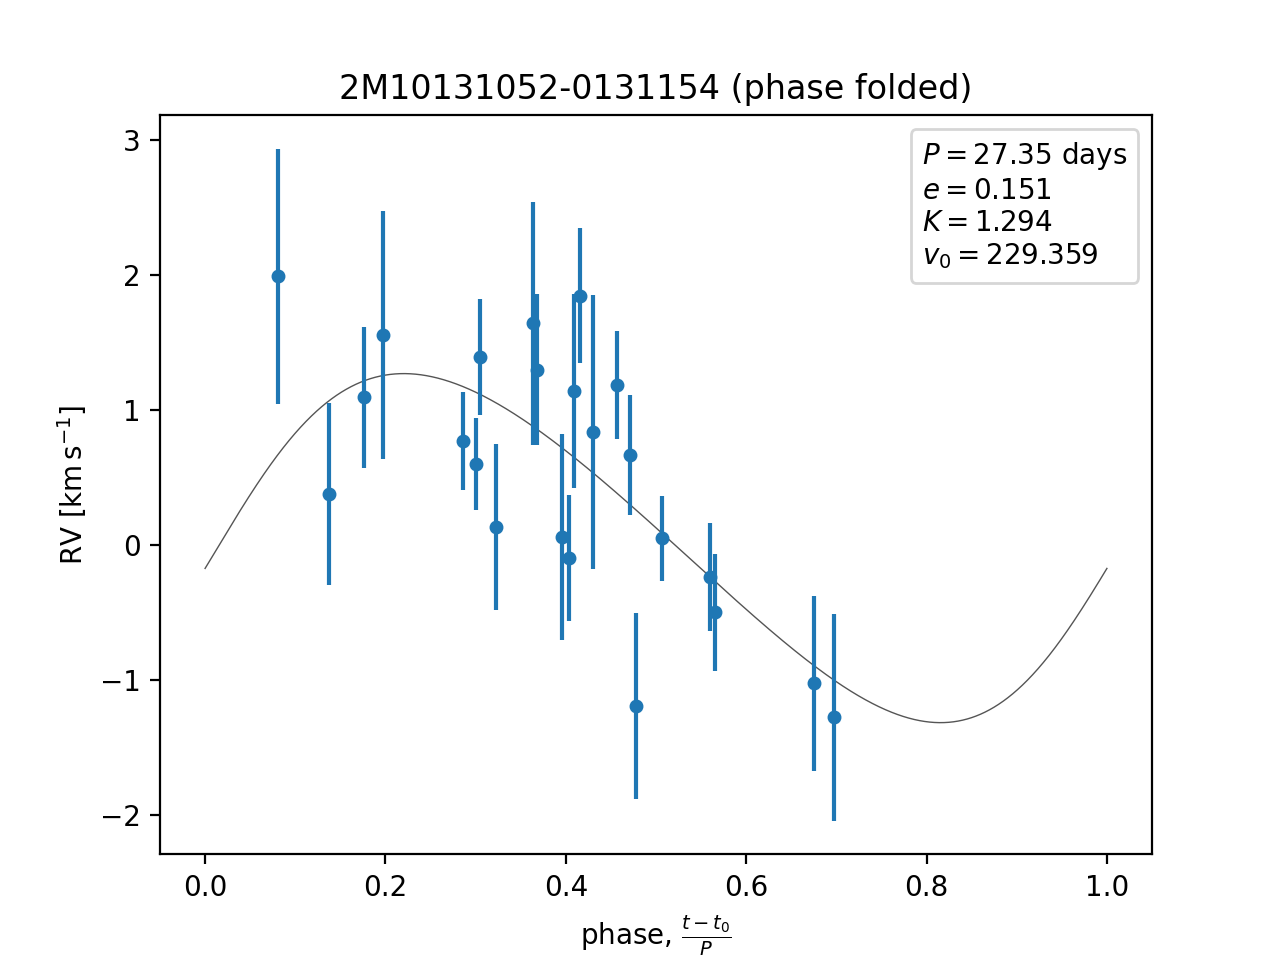 2M10131052-0131154 (phase folded)
P = 27.35 days
e = 0.151
K = 1.294
v₀ = 229.359
3
2
1
0
−1
−2
RV [km s⁻¹]
0.0 0.2 0.4 0.6 0.8 1.0
phase, (t − t₀)/P